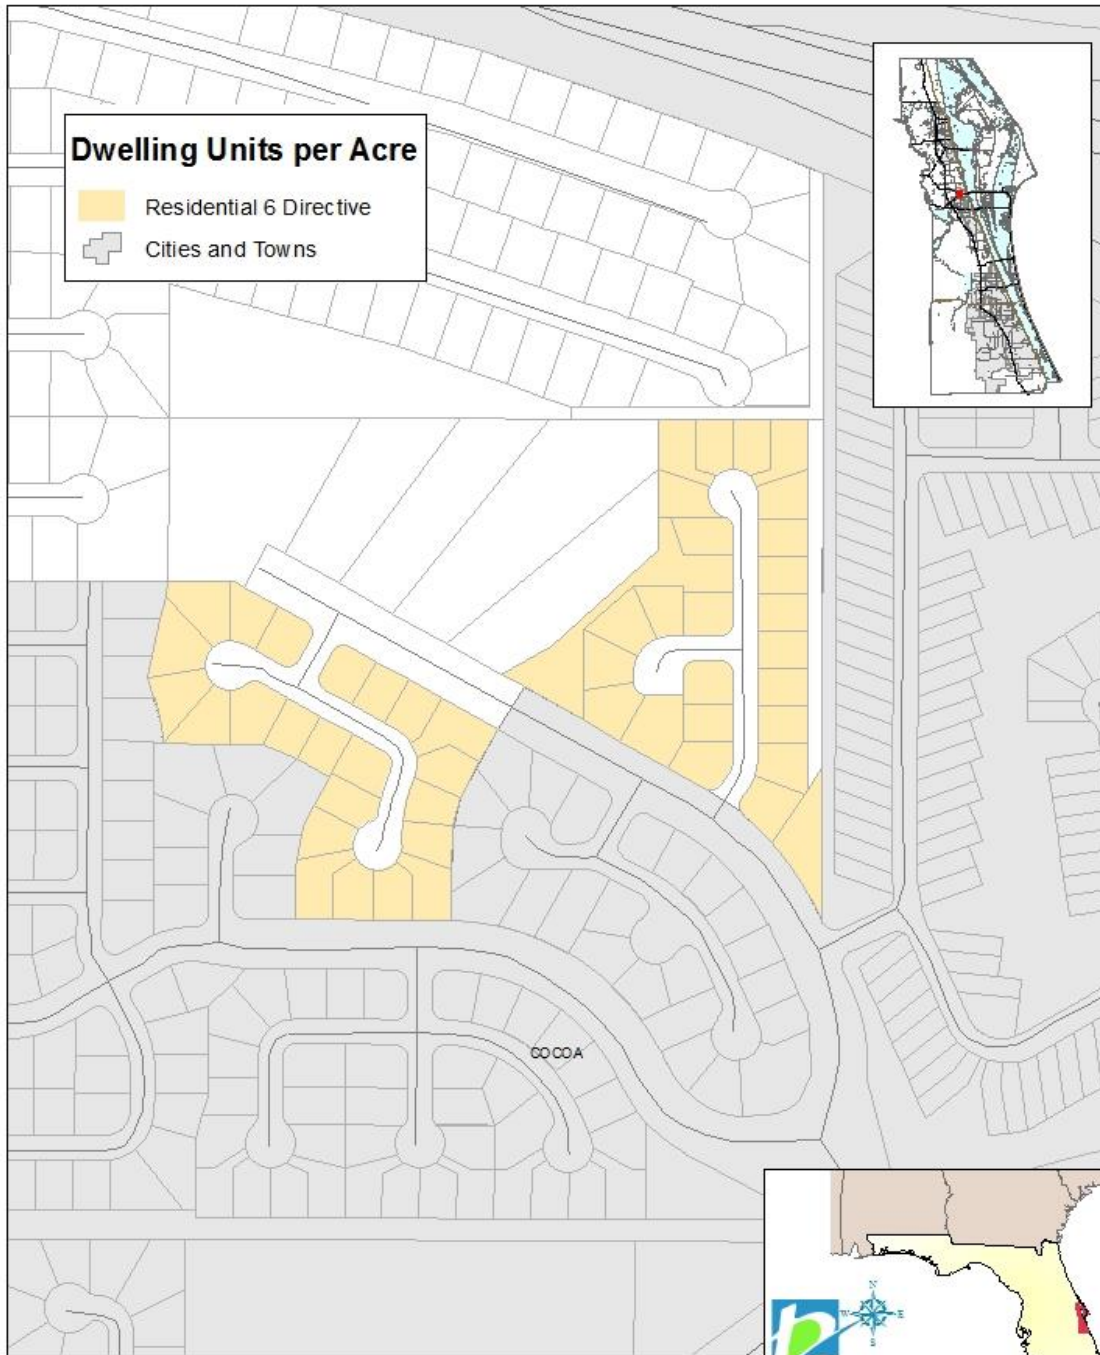 Dwelling Units per Acre
Residential 6 Directive
Cities and Towns
COCOA
N
W
E
S